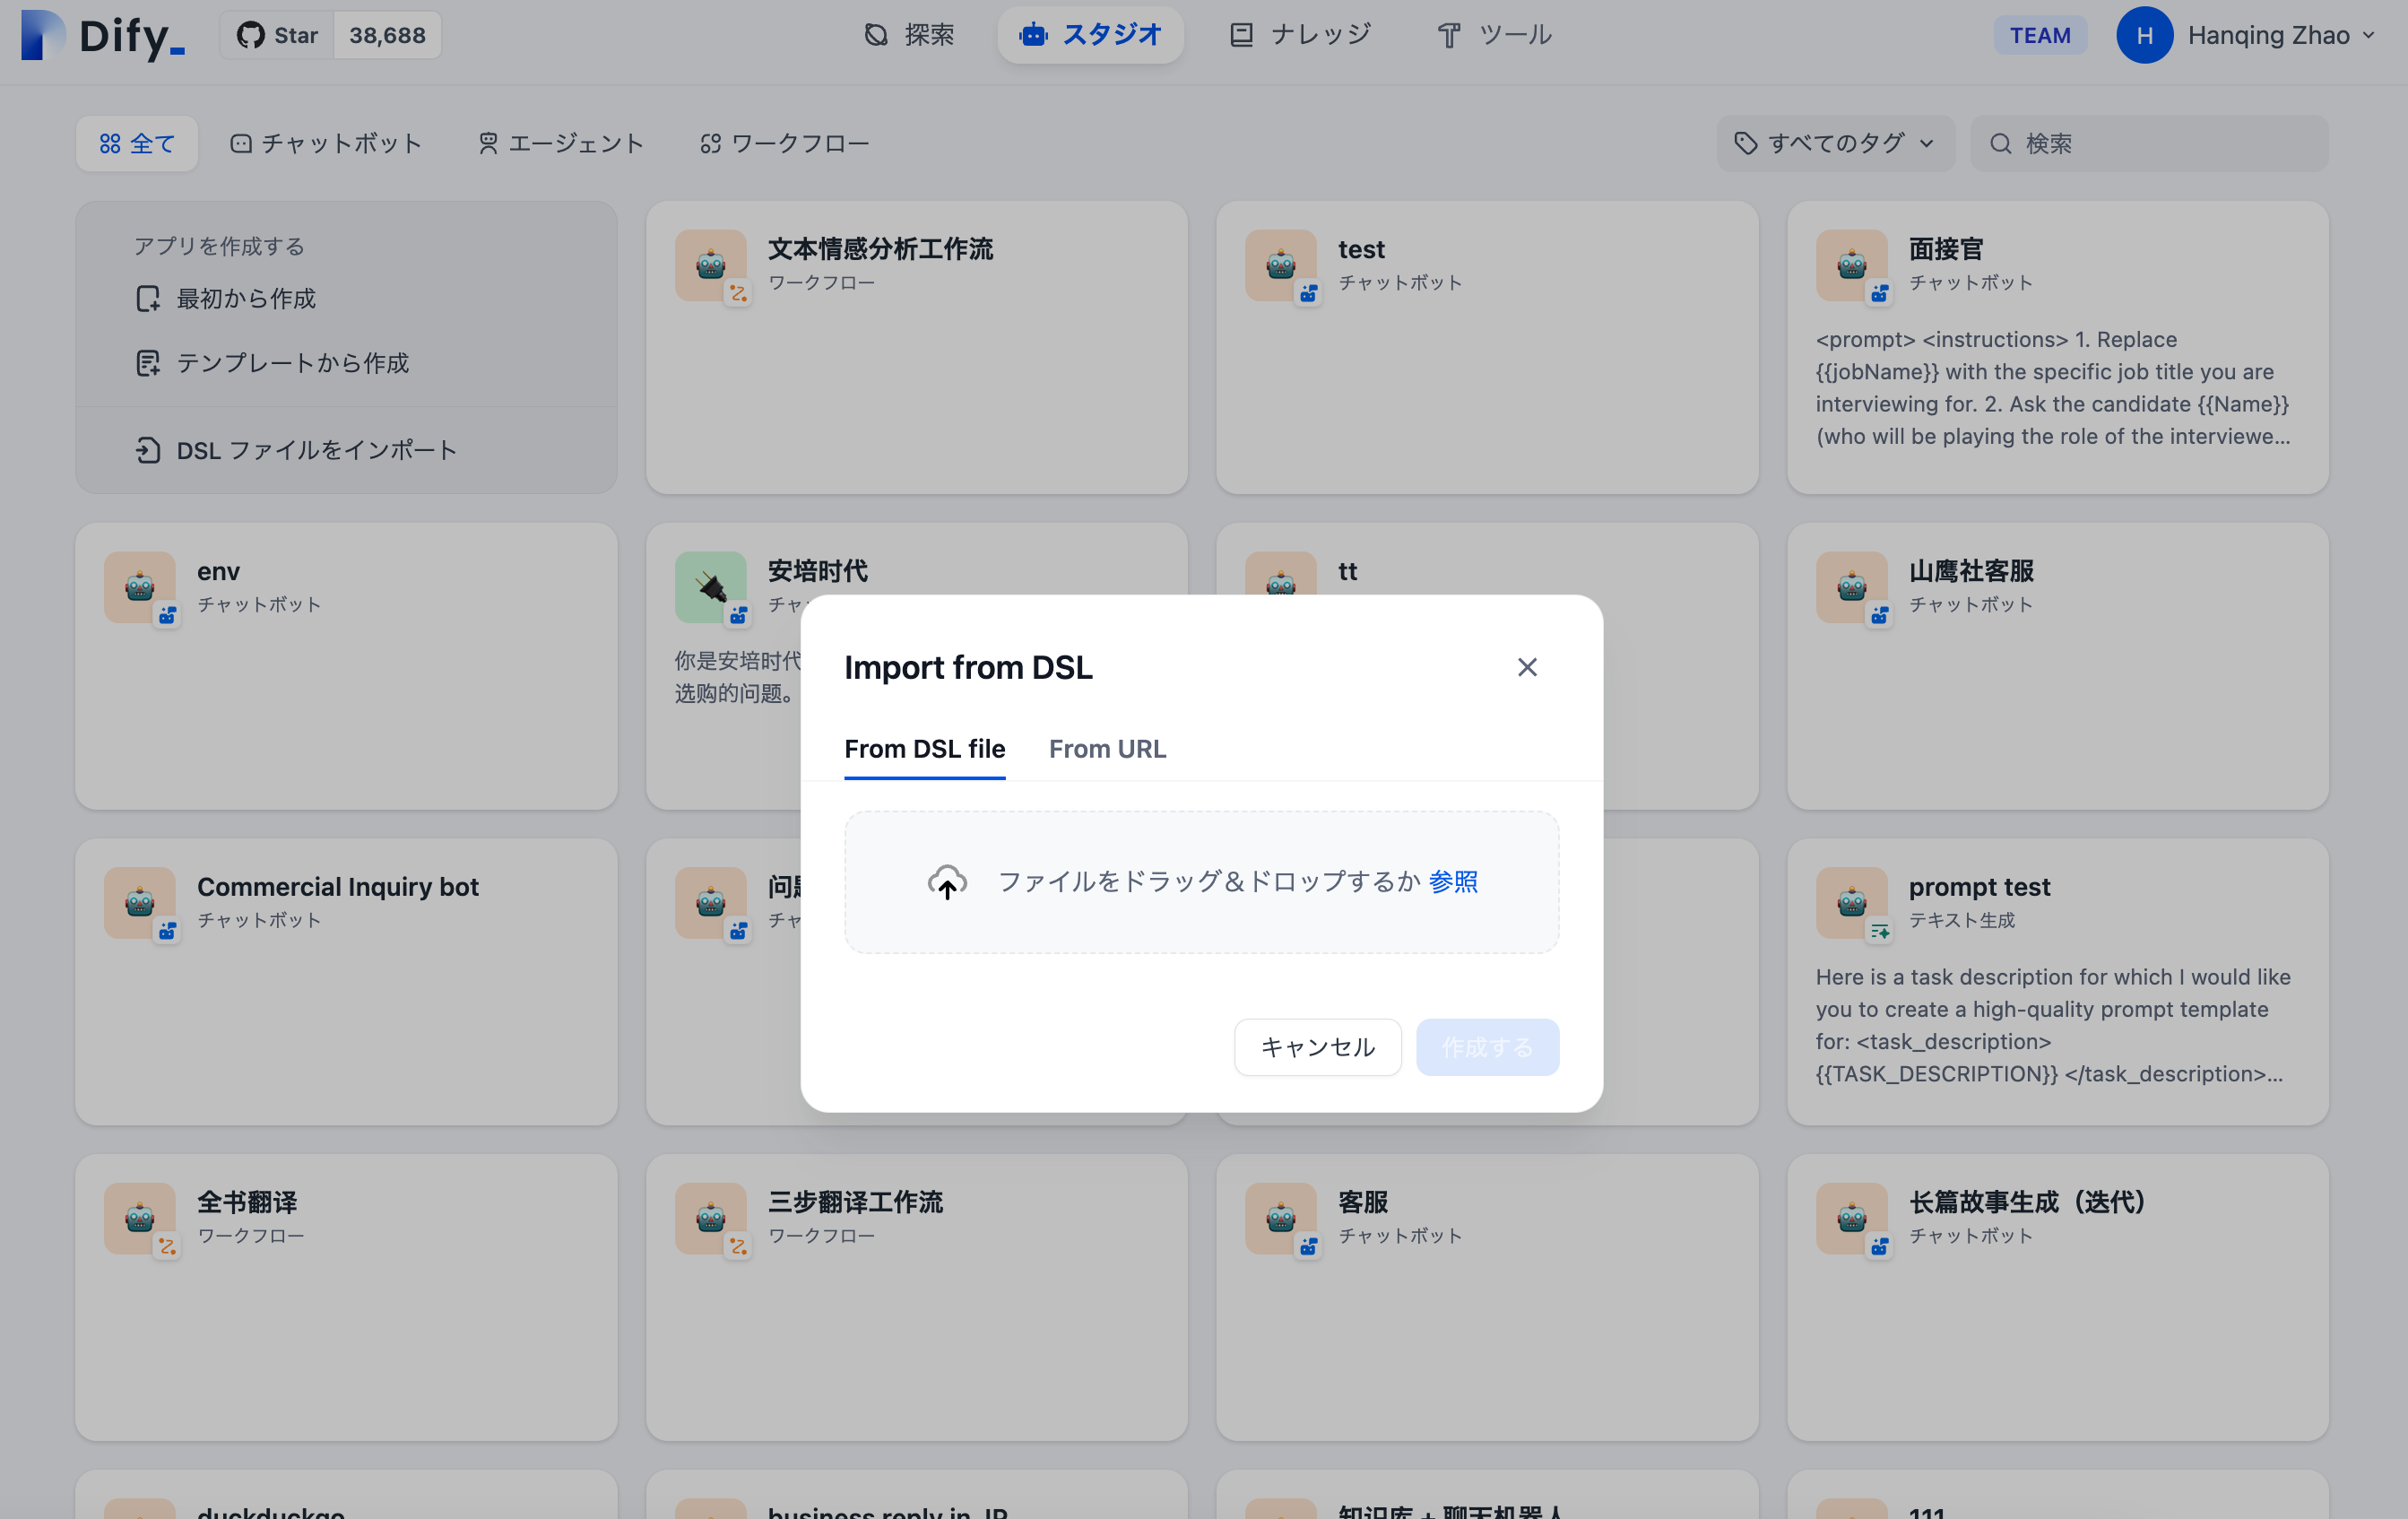 Dify_
Star 38,688
探索
スタジオ
ナレッジ
ツール
TEAM
H
Hanqing Zhao
全て
チャットボット
エージェント
ワークフロー
すべてのタグ
検索
アプリを作成する
最初から作成
テンプレートから作成
DSL ファイルをインポート
文本情感分析工作流
ワークフロー
test
チャットボット
面接官
チャットボット
<prompt> <instructions> 1. Replace
{{jobName}} with the specific job title you are
interviewing for. 2. Ask the candidate {{Name}}
(who will be playing the role of the interviewe...
env
チャットボット
安培时代
チャ
你是安培时代
选购的问题。
tt
山鹰社客服
チャットボット
Import from DSL
From DSL file
From URL
ファイルをドラッグ&ドロップするか 参照
キャンセル
作成する
Commercial Inquiry bot
チャットボット
问题
チャ
prompt test
テキスト生成
Here is a task description for which I would like
you to create a high-quality prompt template
for: <task_description>
{{TASK_DESCRIPTION}} </task_description>...
全书翻译
ワークフロー
三步翻译工作流
ワークフロー
客服
チャットボット
长篇故事生成（迭代）
チャットボット
duckduckgo
business reply in JP
知识库 + 聊天机器人
111